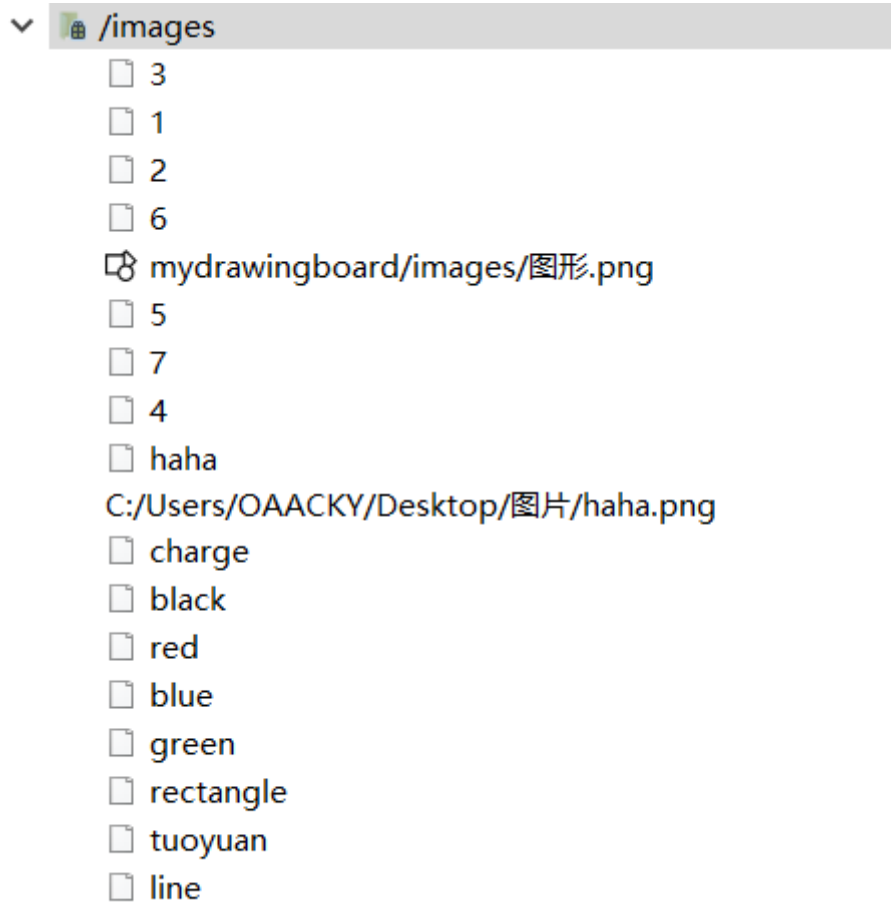 /images
3
1
2
6
mydrawingboard/images/图形.png
5
7
4
haha
C:/Users/OAACKY/Desktop/图片/haha.png
charge
black
red
blue
green
rectangle
tuoyuan
line